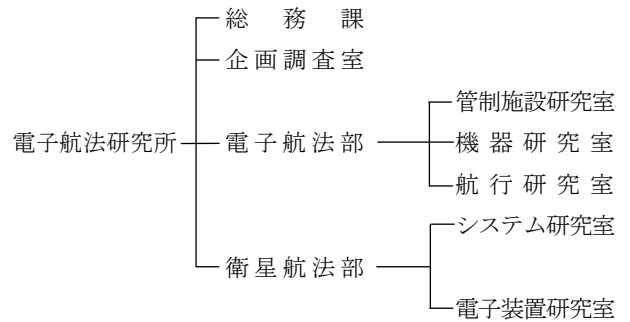 総務課
企画調査室
管制施設研究室
電子航法研究所
電子航法部
機器研究室
航行研究室
システム研究室
衛星航法部
電子装置研究室